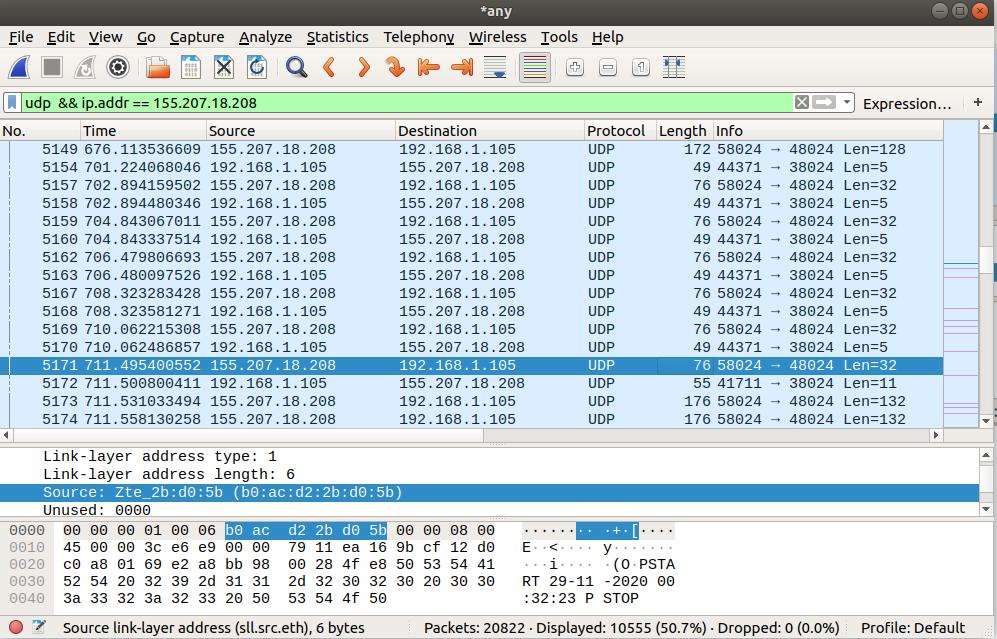 *any
File Edit View Go Capture Analyze Statistics Telephony Wireless Tools Help
udp && ip.addr == 155.207.18.208 Expression… +
No. Time Source Destination Protocol Length Info
5149 676.113536609 155.207.18.208 192.168.1.105 UDP 172 58024 → 48024 Len=128
5154 701.224068046 192.168.1.105 155.207.18.208 UDP 49 44371 → 38024 Len=5
5157 702.894159502 155.207.18.208 192.168.1.105 UDP 76 58024 → 48024 Len=32
5158 702.894480346 192.168.1.105 155.207.18.208 UDP 49 44371 → 38024 Len=5
5159 704.843067011 155.207.18.208 192.168.1.105 UDP 76 58024 → 48024 Len=32
5160 704.843337514 192.168.1.105 155.207.18.208 UDP 49 44371 → 38024 Len=5
5162 706.479806693 155.207.18.208 192.168.1.105 UDP 76 58024 → 48024 Len=32
5163 706.480097526 192.168.1.105 155.207.18.208 UDP 49 44371 → 38024 Len=5
5167 708.323283428 155.207.18.208 192.168.1.105 UDP 76 58024 → 48024 Len=32
5168 708.323581271 192.168.1.105 155.207.18.208 UDP 49 44371 → 38024 Len=5
5169 710.062215308 155.207.18.208 192.168.1.105 UDP 76 58024 → 48024 Len=32
5170 710.062486857 192.168.1.105 155.207.18.208 UDP 49 44371 → 38024 Len=5
5171 711.495400552 155.207.18.208 192.168.1.105 UDP 76 58024 → 48024 Len=32
5172 711.500800411 192.168.1.105 155.207.18.208 UDP 55 41711 → 38024 Len=11
5173 711.531033494 155.207.18.208 192.168.1.105 UDP 176 58024 → 48024 Len=132
5174 711.558130258 155.207.18.208 192.168.1.105 UDP 176 58024 → 48024 Len=132
Link-layer address type: 1
Link-layer address length: 6
Source: Zte_2b:d0:5b (b0:ac:d2:2b:d0:5b)
Unused: 0000
0000 00 00 00 01 00 06 b0 ac d2 2b d0 5b 00 00 08 00 ········ ·+·[····
0010 45 00 00 3c e6 e9 00 00 79 11 ea 16 9b cf 12 d0 E··<···· y·······
0020 c0 a8 01 69 e2 a8 bb 98 00 28 4f e8 50 53 54 41 ···i···· ·(O·PSTA
0030 52 54 20 32 39 2d 31 31 2d 32 30 32 30 20 30 30 RT 29-11 -2020 00
0040 3a 33 32 3a 32 33 20 50 53 54 4f 50 :32:23 P STOP
Source link-layer address (sll.src.eth), 6 bytes Packets: 20822 · Displayed: 10555 (50.7%) · Dropped: 0 (0.0%) Profile: Default